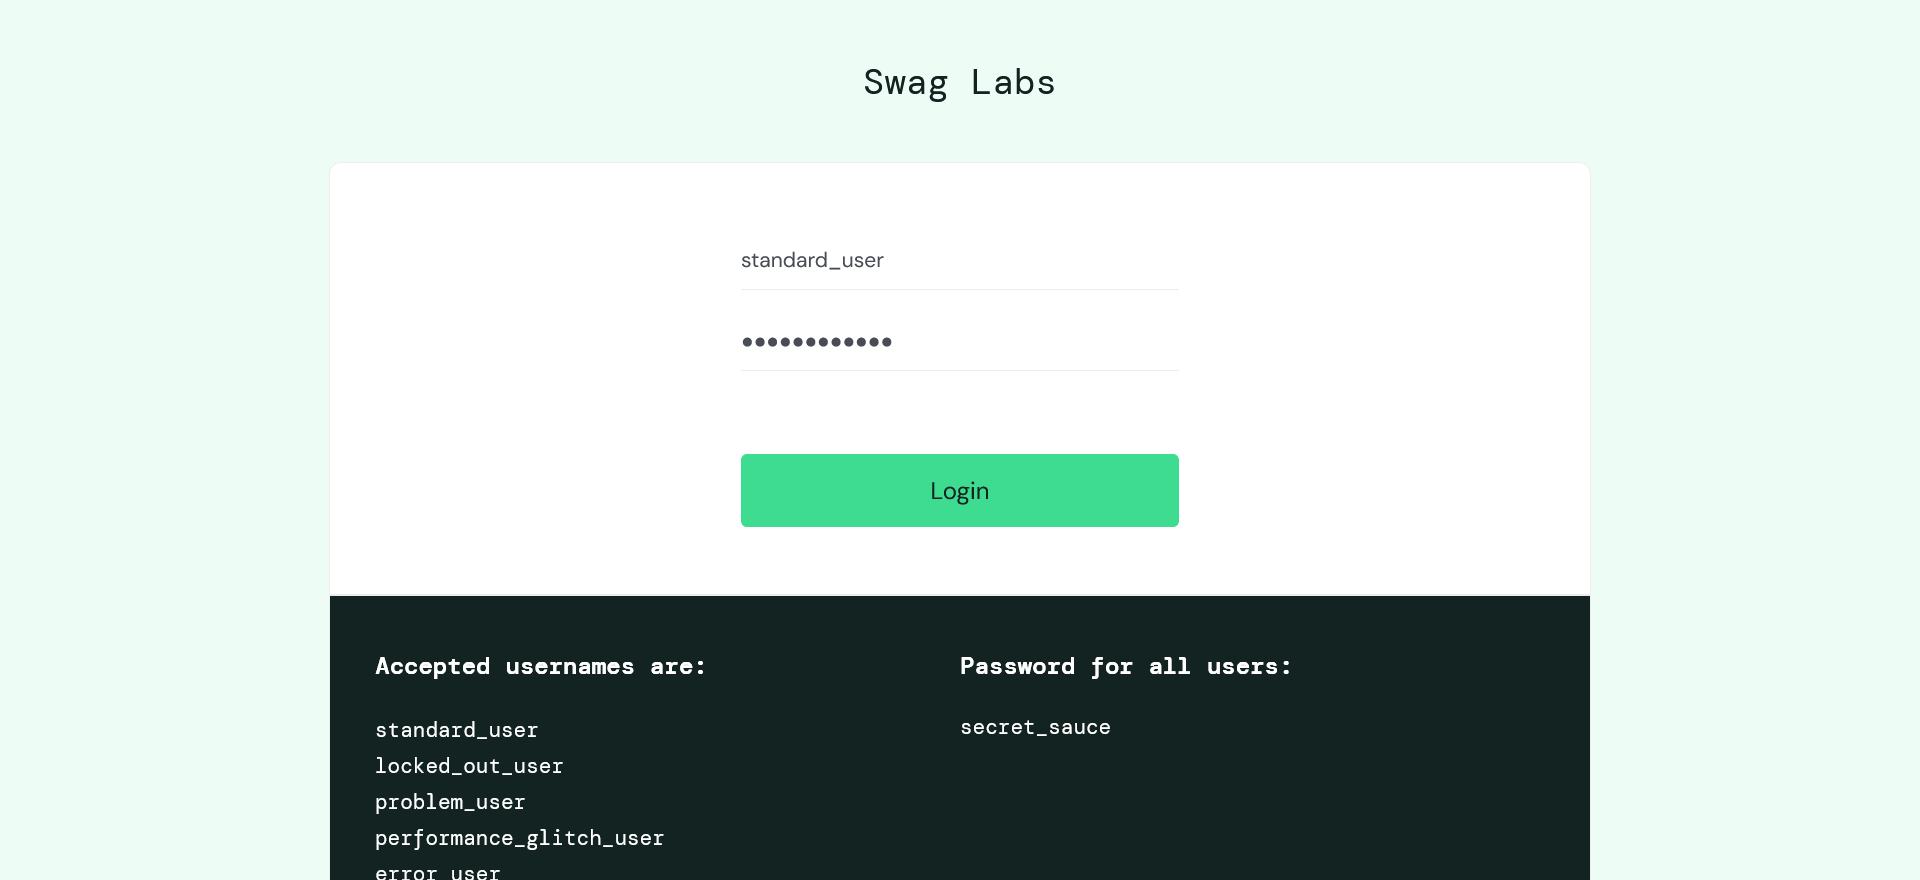 Swag Labs
standard_user
••••••••••••
Login
Accepted usernames are:
standard_user
locked_out_user
problem_user
performance_glitch_user
error_user
Password for all users:
secret_sauce